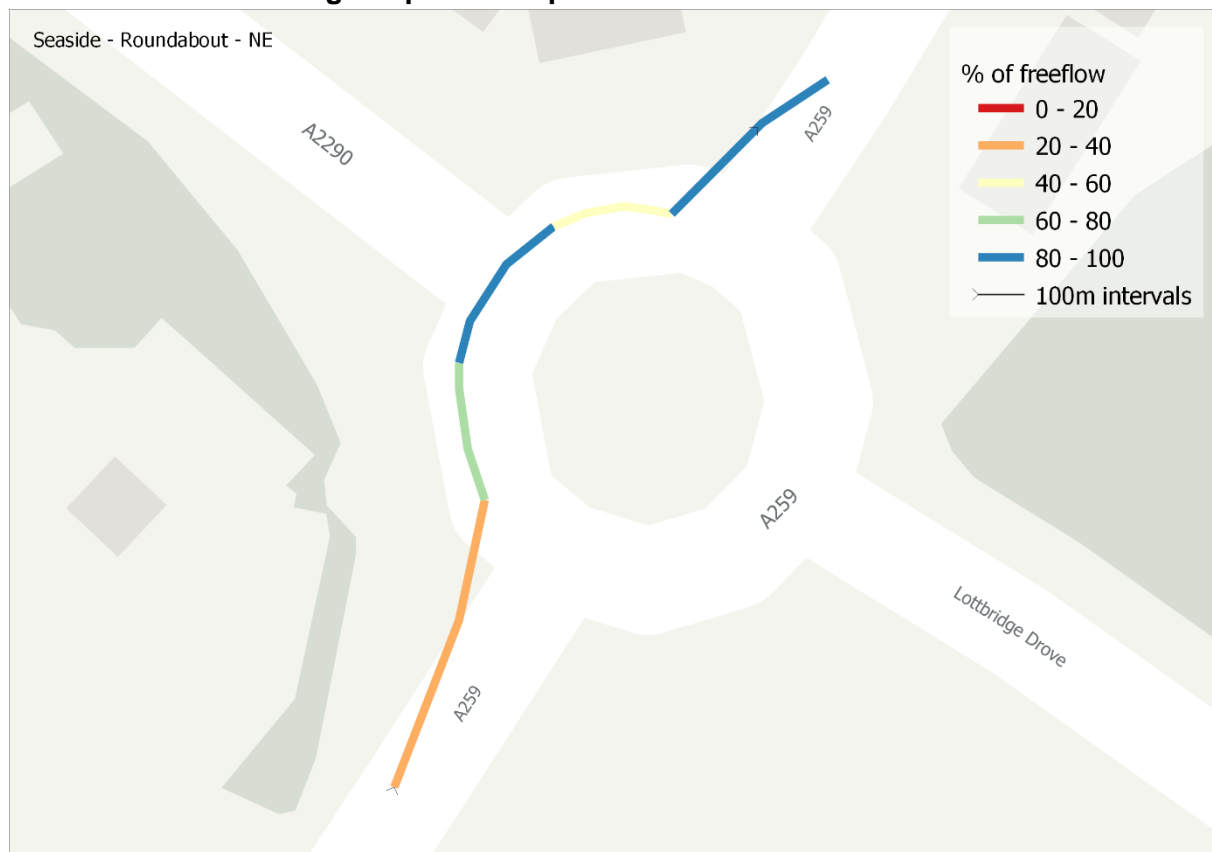 Seaside - Roundabout - NE
% of freeflow
0 - 20
20 - 40
40 - 60
60 - 80
80 - 100
100m intervals
A2290
A259
A259
Lottbridge Drove
A259